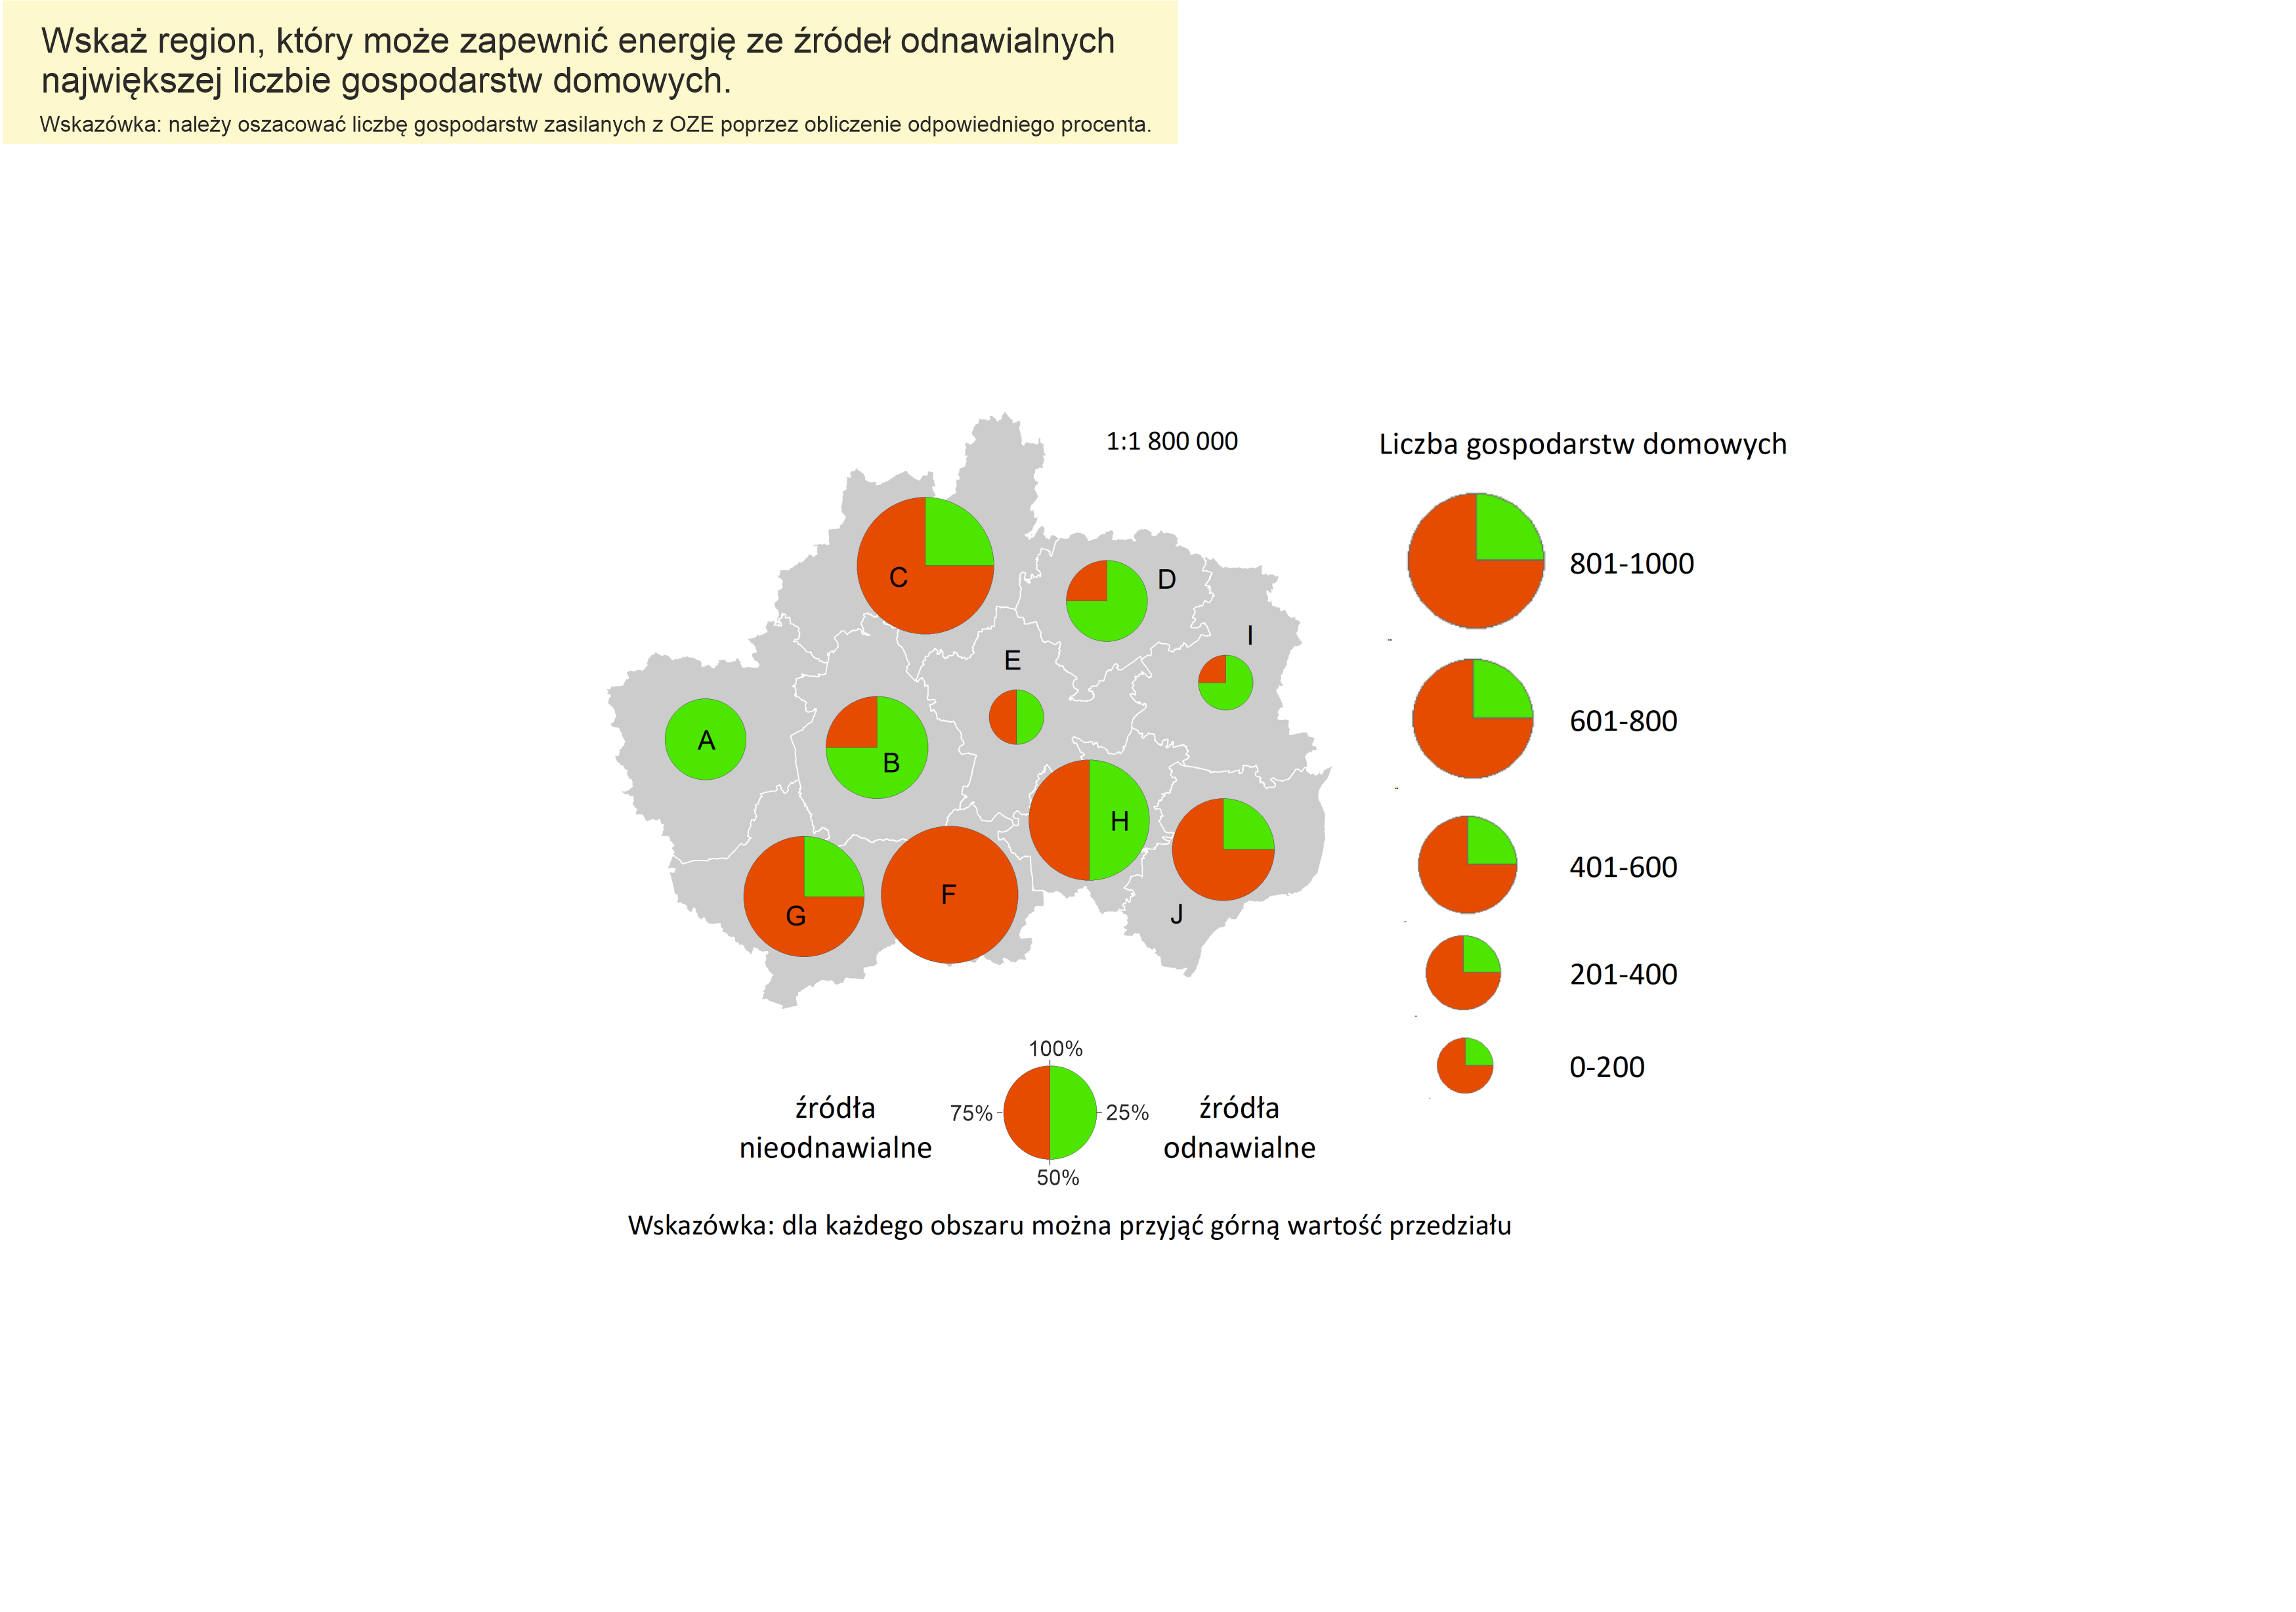 Wskaż region, który może zapewnić energię ze źródeł odnawialnych
największej liczbie gospodarstw domowych.
Wskazówka: należy oszacować liczbę gospodarstw zasilanych z OZE poprzez obliczenie odpowiedniego procenta.
1:1 800 000
Liczba gospodarstw domowych
801-1000
601-800
401-600
201-400
0-200
C
D
I
E
A
B
H
F
G
J
100%
75%
25%
50%
źródła
nieodnawialne
źródła
odnawialne
Wskazówka: dla każdego obszaru można przyjąć górną wartość przedziału